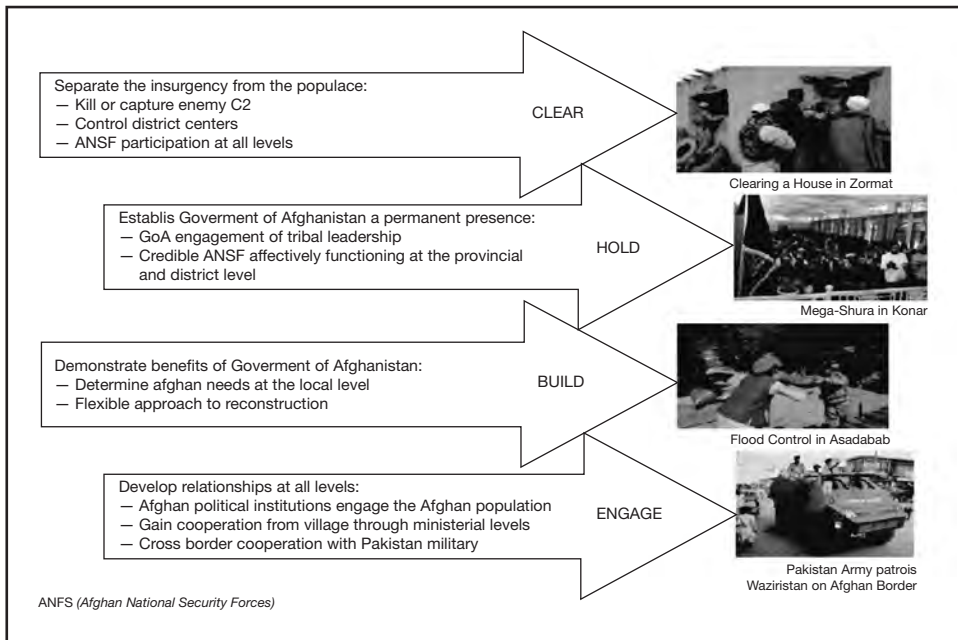 Separate the insurgency from the populace:
— Kill or capture enemy C2
— Control district centers
— ANSF participation at all levels
CLEAR
Clearing a House in Zormat
Establis Goverment of Afghanistan a permanent presence:
— GoA engagement of tribal leadership
— Credible ANSF affectively functioning at the provincial
and district level
HOLD
Mega-Shura in Konar
Demonstrate benefits of Goverment of Afghanistan:
— Determine afghan needs at the local level
— Flexible approach to reconstruction
BUILD
Flood Control in Asadabab
Develop relationships at all levels:
— Afghan political institutions engage the Afghan population
— Gain cooperation from village through ministerial levels
— Cross border cooperation with Pakistan military
ENGAGE
Pakistan Army patrois
Waziristan on Afghan Border
ANFS (Afghan National Security Forces)